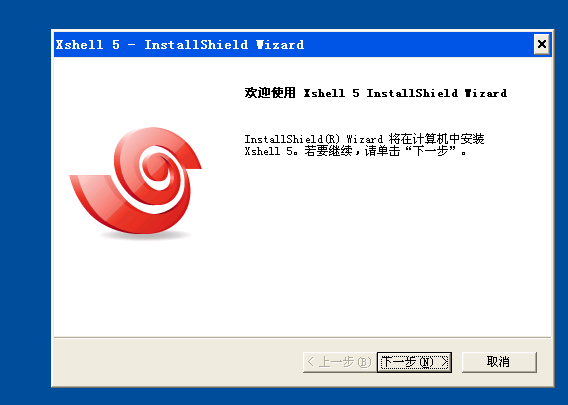 Xshell 5 - InstallShield Wizard
欢迎使用 Xshell 5 InstallShield Wizard
InstallShield(R) Wizard 将在计算机中安装
Xshell 5。若要继续，请单击“下一步”。
< 上一步(B) 下一步(N) > 取消